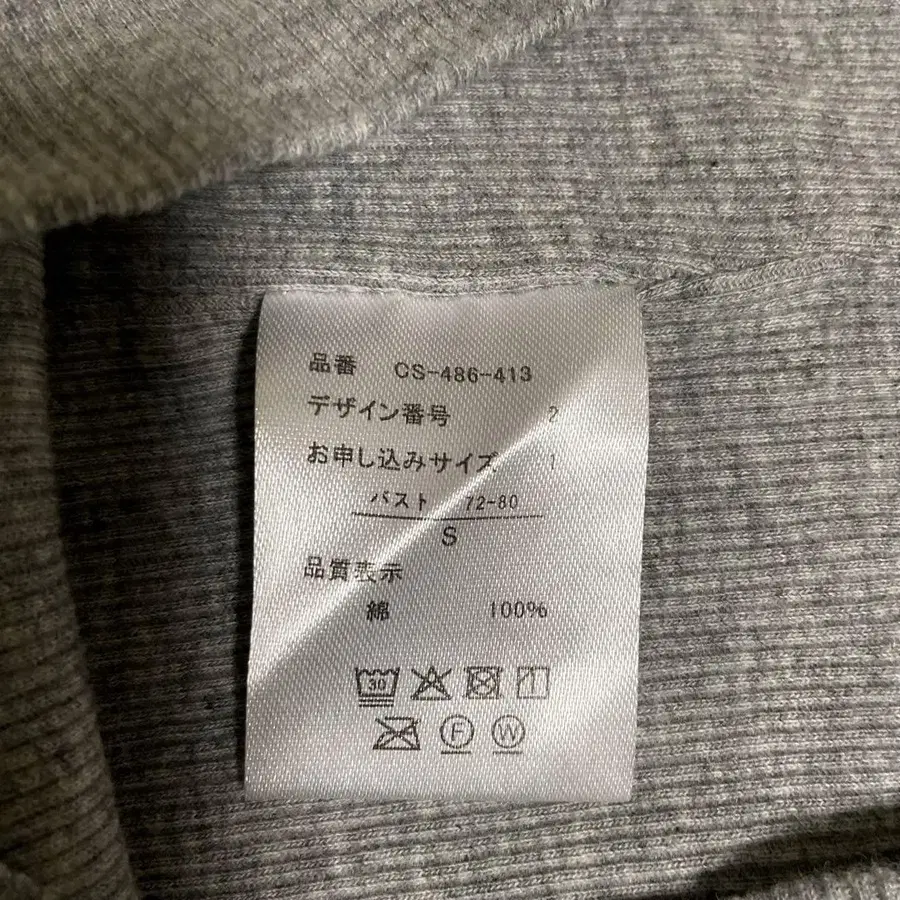 品番 CS-486-413
デザイン番号 2
お申し込みサイズ 1
バスト 72-80
S
品質表示
綿 100%
30
F W